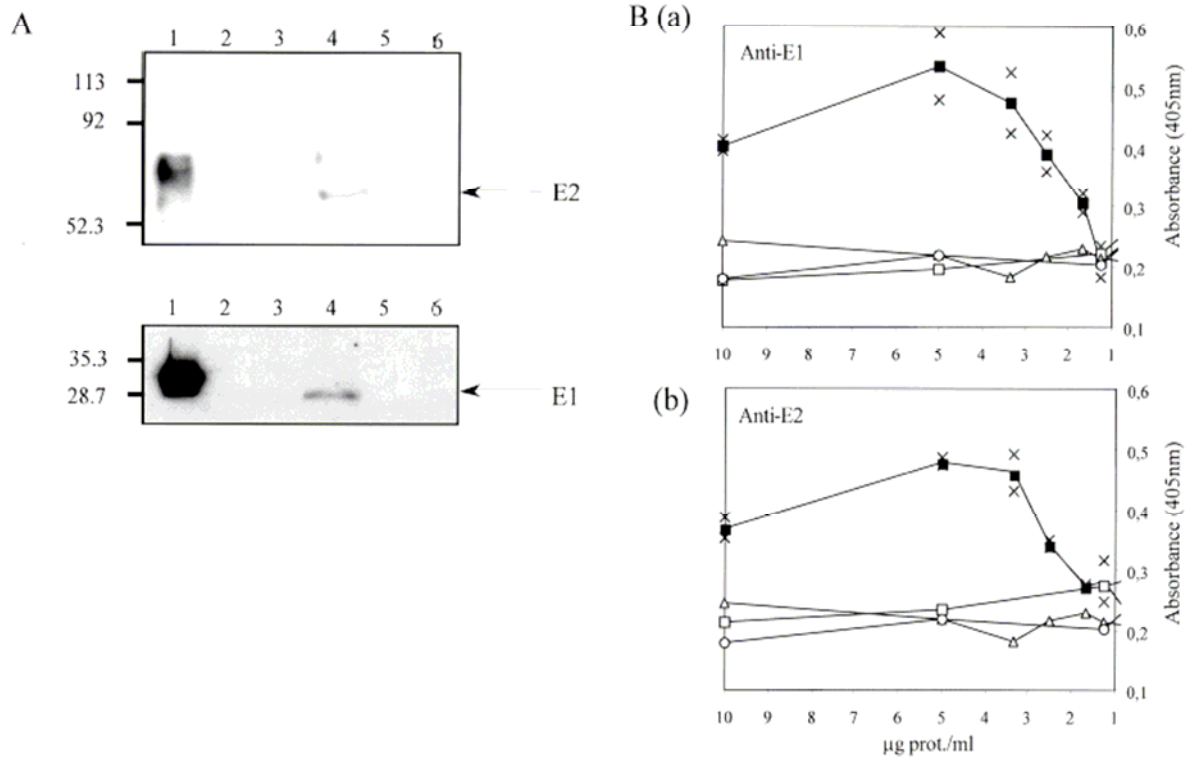 A
1 2 3 4 5 6
113
92
52.3
E2
1 2 3 4 5 6
35.3
28.7
E1
B (a)
Anti-E1
0,6
0,5
0,4
0,3
0,2
0,1
Absorbance (405nm)
10 9 8 7 6 5 4 3 2 1
(b)
Anti-E2
0,6
0,5
0,4
0,3
0,2
0,1
Absorbance (405nm)
10 9 8 7 6 5 4 3 2 1
µg prot./ml